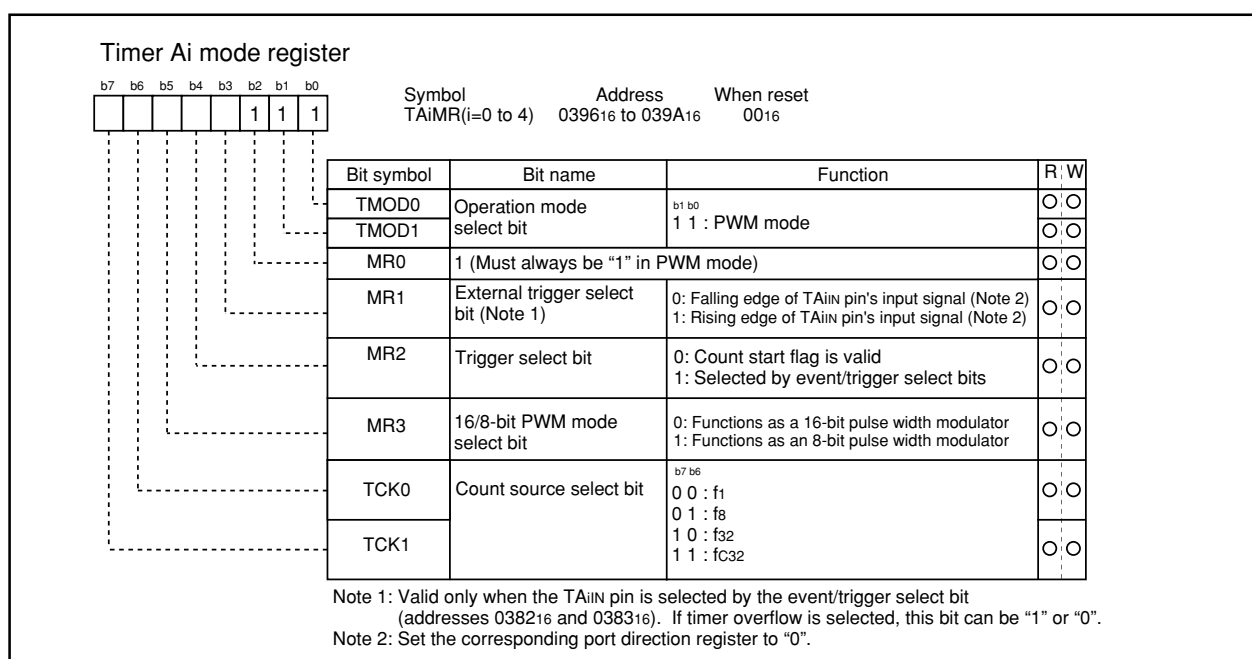 Timer Ai mode register
b7 b6 b5 b4 b3 b2 b1 b0
1 1 1
Symbol Address When reset
TAiMR(i=0 to 4) 039616 to 039A16 0016
Bit symbol Bit name Function R W
TMOD0 Operation mode select bit b1 b0
1 1 : PWM mode
TMOD1
MR0 1 (Must always be “1” in PWM mode)
MR1 External trigger select bit (Note 1) 0: Falling edge of TAiIN pin's input signal (Note 2)
1: Rising edge of TAiIN pin's input signal (Note 2)
MR2 Trigger select bit 0: Count start flag is valid
1: Selected by event/trigger select bits
MR3 16/8-bit PWM mode select bit 0: Functions as a 16-bit pulse width modulator
1: Functions as an 8-bit pulse width modulator
b7 b6
TCK0 Count source select bit 0 0 : f1
0 1 : f8
1 0 : f32
TCK1 1 1 : fC32
Note 1: Valid only when the TAiIN pin is selected by the event/trigger select bit
(addresses 038216 and 038316). If timer overflow is selected, this bit can be “1” or “0”.
Note 2: Set the corresponding port direction register to “0”.